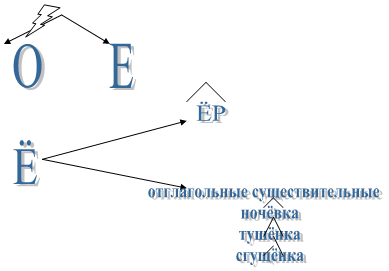 О Е
ЁР
Ё
отглагольные существительные
ночёвка
тушёнка
сгущёнка